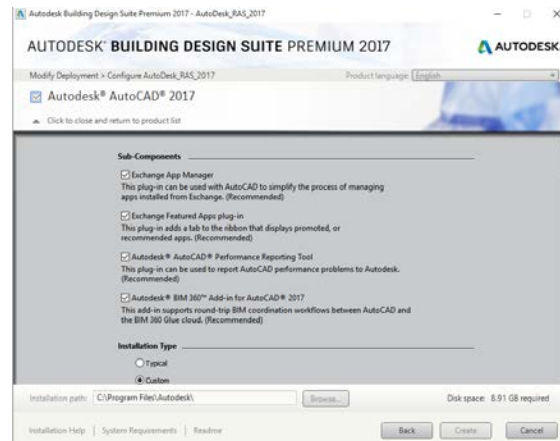 Autodesk Building Design Suite Premium 2017 - AutoDesk_RAS_2017
AUTODESK® BUILDING DESIGN SUITE PREMIUM 2017
AUTODESK
Modify Deployment > Configure AutoDesk_RAS_2017
Product language: English
Autodesk® AutoCAD® 2017
Click to close and return to product list
Sub-Components
Exchange App Manager
This plug-in can be used with AutoCAD to simplify the process of managing
apps installed from Exchange. (Recommended)
Exchange Featured Apps plug-in
This plug-in adds a tab to the ribbon that displays promoted, or
recommended apps. (Recommended)
Autodesk® AutoCAD® Performance Reporting Tool
This plug-in can be used to report AutoCAD performance problems to Autodesk.
(Recommended)
Autodesk® BIM 360™ Add-in for AutoCAD® 2017
This add-in supports round-trip BIM coordination workflows between AutoCAD and
the BIM 360 Glue cloud. (Recommended)
Installation Type
Typical
Custom
Installation path: C:\Program Files\Autodesk\ Browse... Disk space: 8.91 GB required
Installation Help | System Requirements | Readme Back Create Cancel